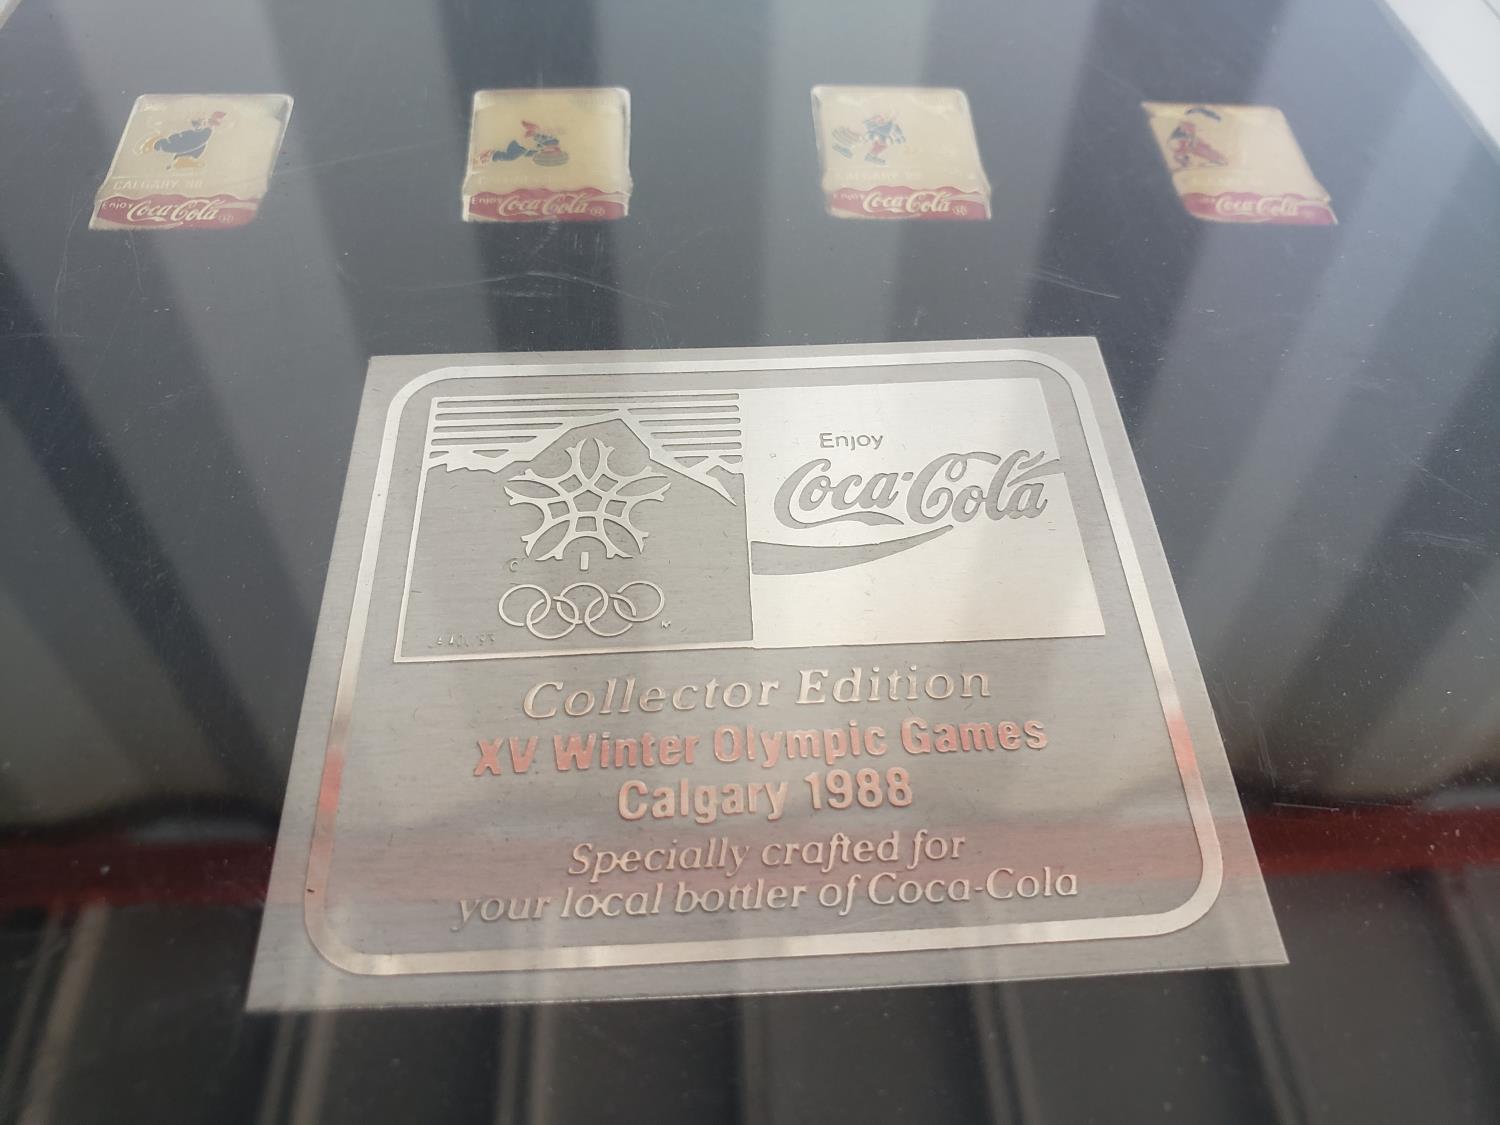 CALGARY '88
Enjoy Coca-Cola
Enjoy Coca-Cola
CALGARY '88
Enjoy Coca-Cola
Coca-Cola
Enjoy
Coca-Cola
Collector Edition
XV Winter Olympic Games
Calgary 1988
Specially crafted for
your local bottler of Coca-Cola